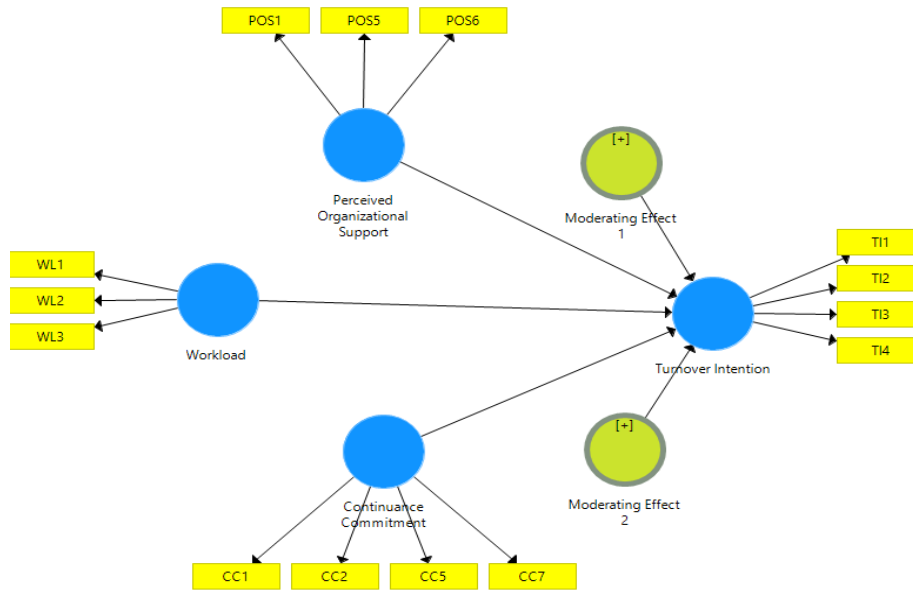 POS1
POS5
POS6
[+]
Perceived
Organizational
Support
Moderating Effect
1
WL1
WL2
WL3
Workload
TI1
TI2
TI3
TI4
Turnover Intention
[+]
Continuance
Commitment
Moderating Effect
2
CC1
CC2
CC5
CC7